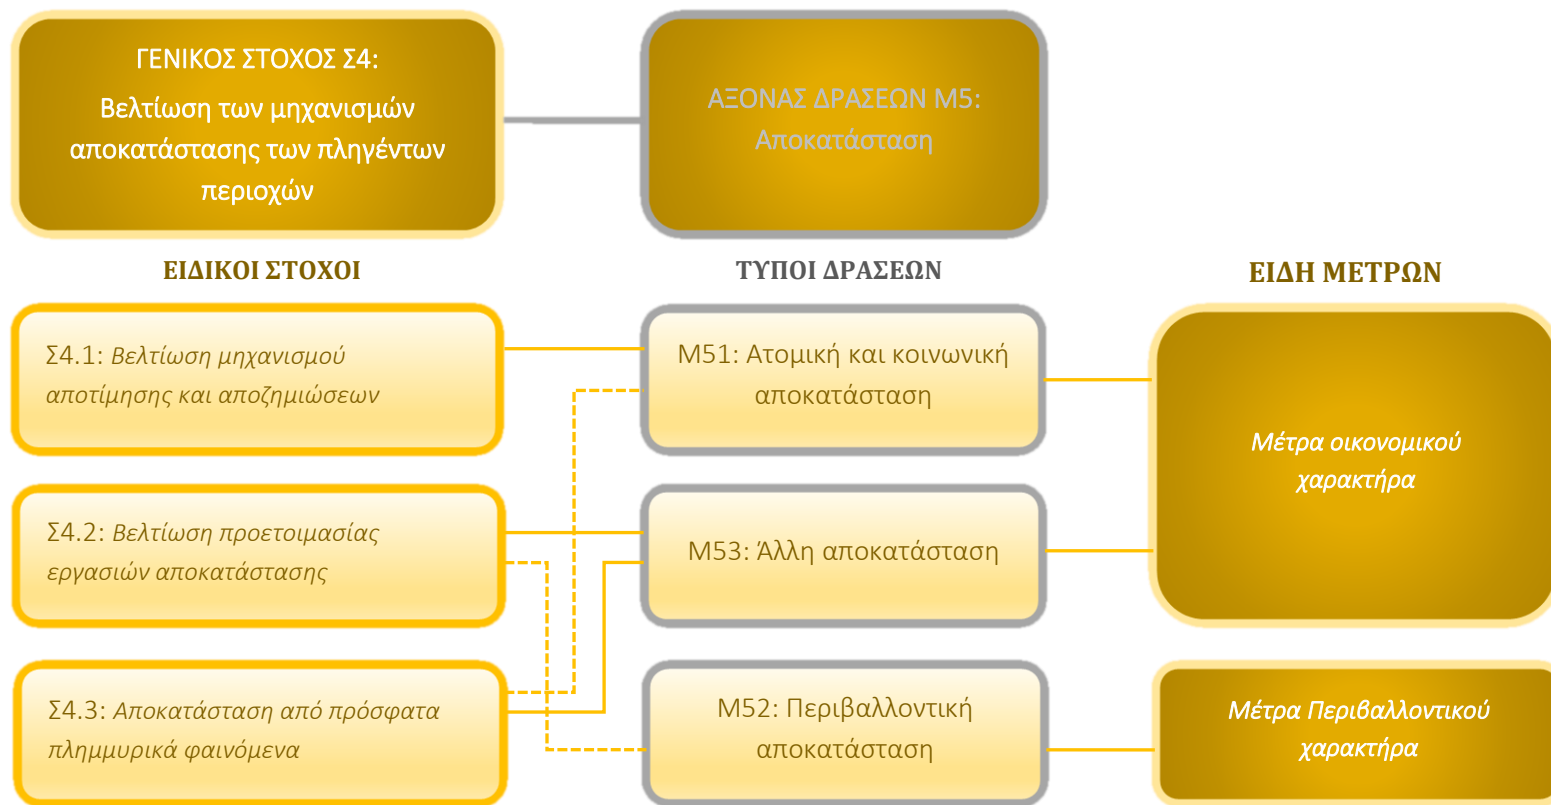 ΓΕΝΙΚΟΣ ΣΤΟΧΟΣ Σ4:
Βελτίωση των μηχανισμών
αποκατάστασης των πληγέντων
περιοχών
ΑΞΟΝΑΣ ΔΡΑΣΕΩΝ Μ5:
Αποκατάσταση
ΕΙΔΙΚΟΙ ΣΤΟΧΟΙ
ΤΥΠΟΙ ΔΡΑΣΕΩΝ
ΕΙΔΗ ΜΕΤΡΩΝ
Σ4.1: Βελτίωση μηχανισμού
αποτίμησης και αποζημιώσεων
Μ51: Ατομική και κοινωνική
αποκατάσταση
Μέτρα οικονομικού
χαρακτήρα
Σ4.2: Βελτίωση προετοιμασίας
εργασιών αποκατάστασης
Μ53: Άλλη αποκατάσταση
Σ4.3: Αποκατάσταση από πρόσφατα
πλημμυρικά φαινόμενα
Μ52: Περιβαλλοντική
αποκατάσταση
Μέτρα Περιβαλλοντικού
χαρακτήρα